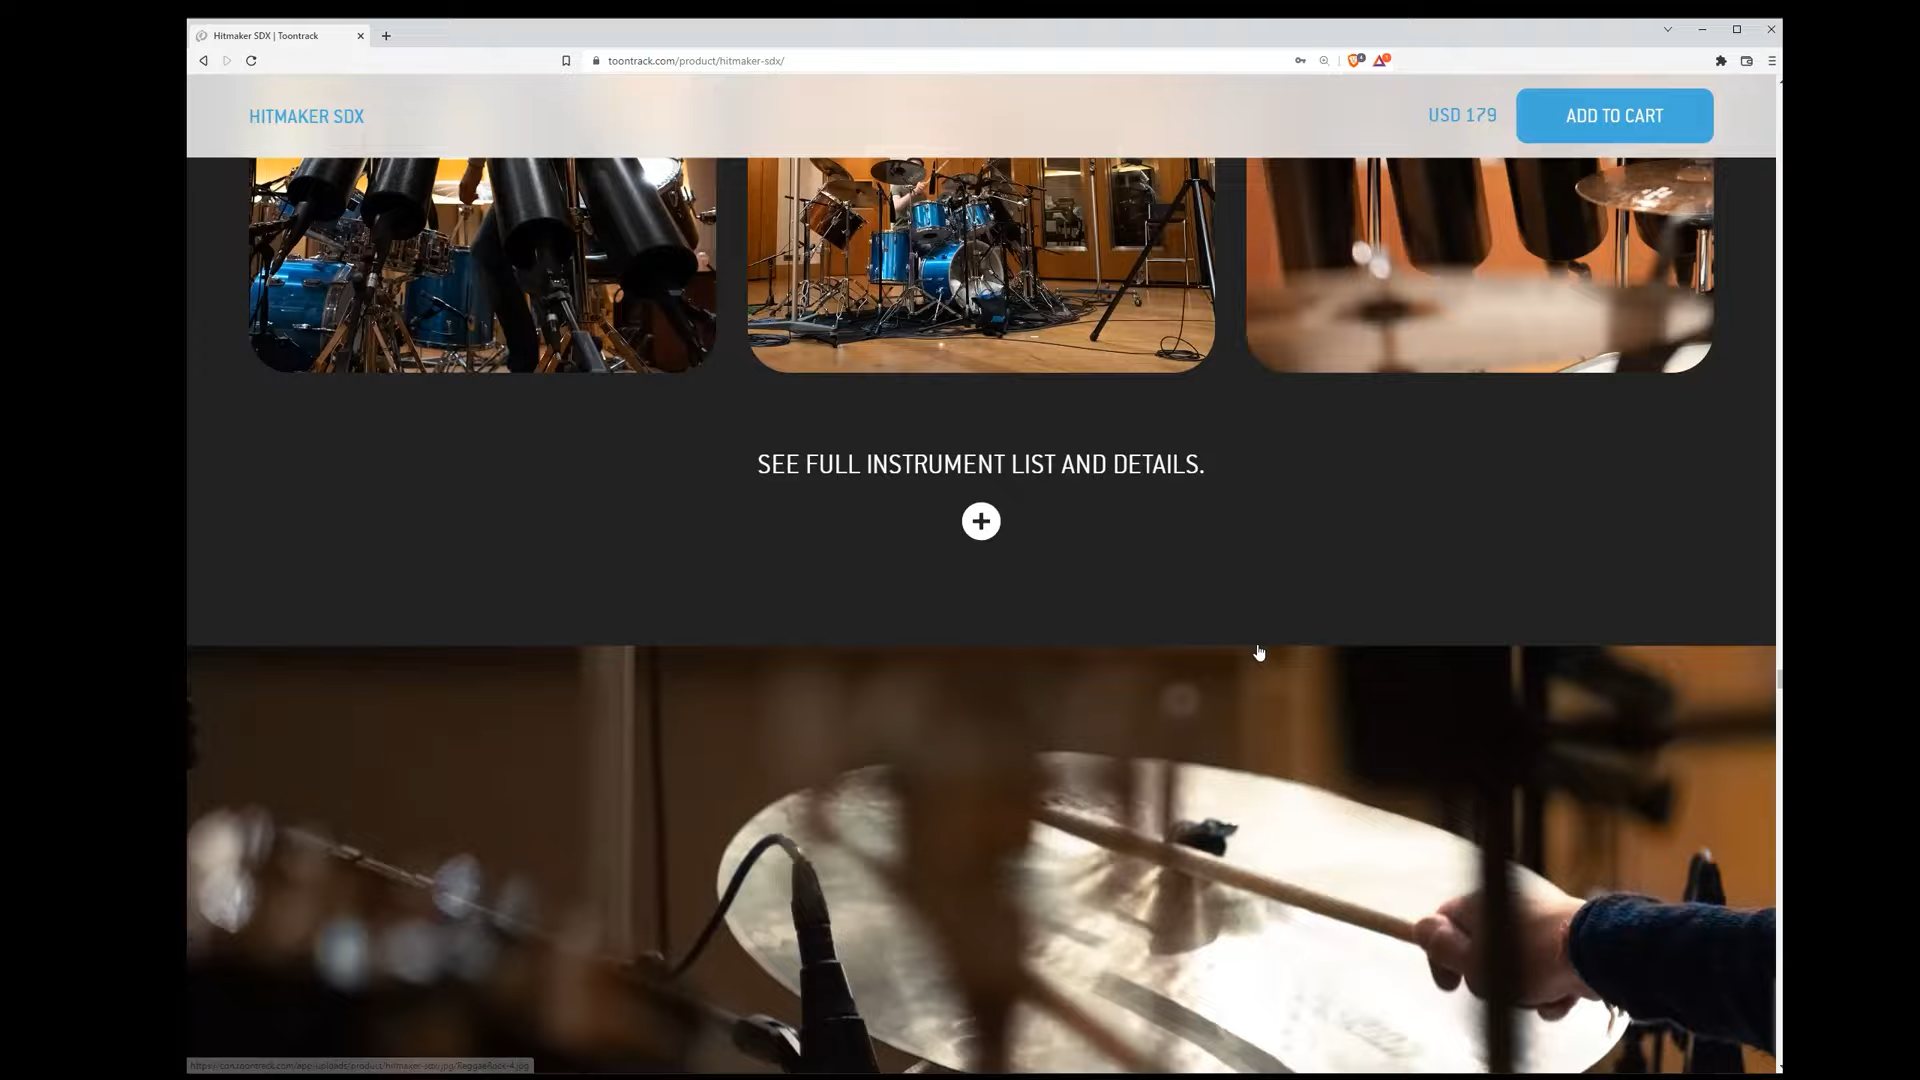 Hitmaker SDX | Toontrack
toontrack.com/product/hitmaker-sdx/
HITMAKER SDX
USD 179
ADD TO CART
SEE FULL INSTRUMENT LIST AND DETAILS.